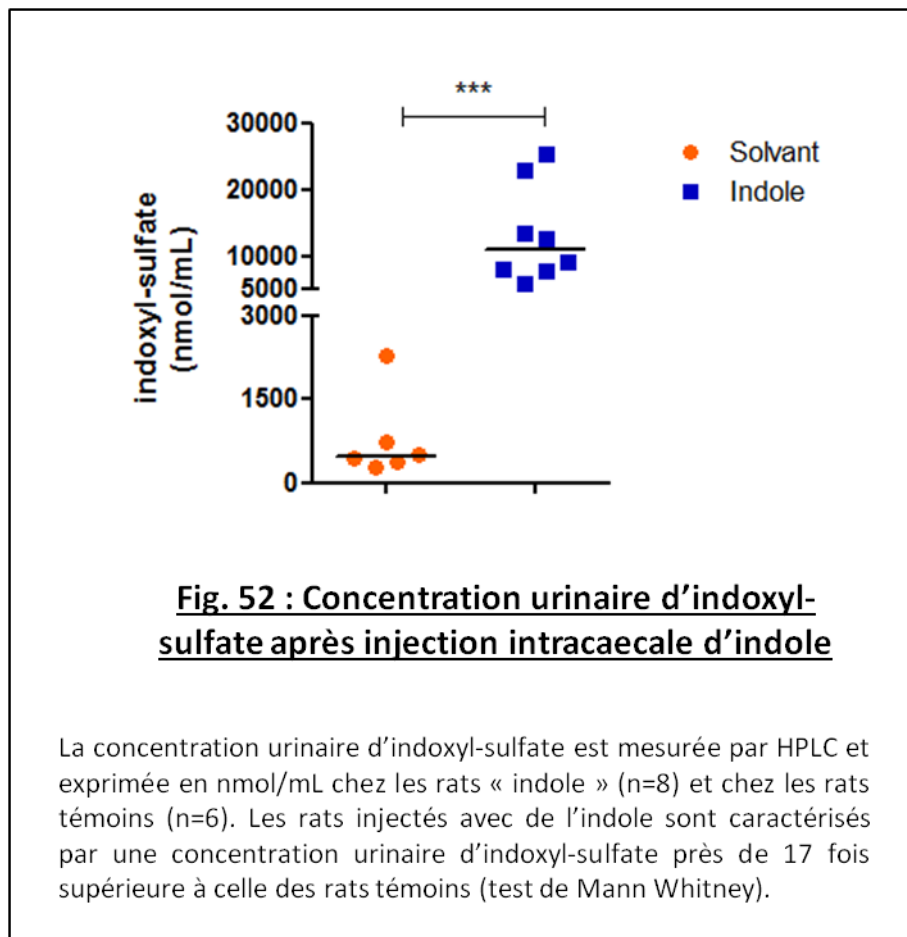 ***
30000
20000
10000
5000
3000
1500
0
indoxyl-sulfate
(nmol/mL)
Solvant
Indole
Fig. 52 : Concentration urinaire d’indoxyl-
sulfate après injection intracaecale d’indole
La concentration urinaire d’indoxyl-sulfate est mesurée par HPLC et
exprimée en nmol/mL chez les rats « indole » (n=8) et chez les rats
témoins (n=6). Les rats injectés avec de l’indole sont caractérisés
par une concentration urinaire d’indoxyl-sulfate près de 17 fois
supérieure à celle des rats témoins (test de Mann Whitney).